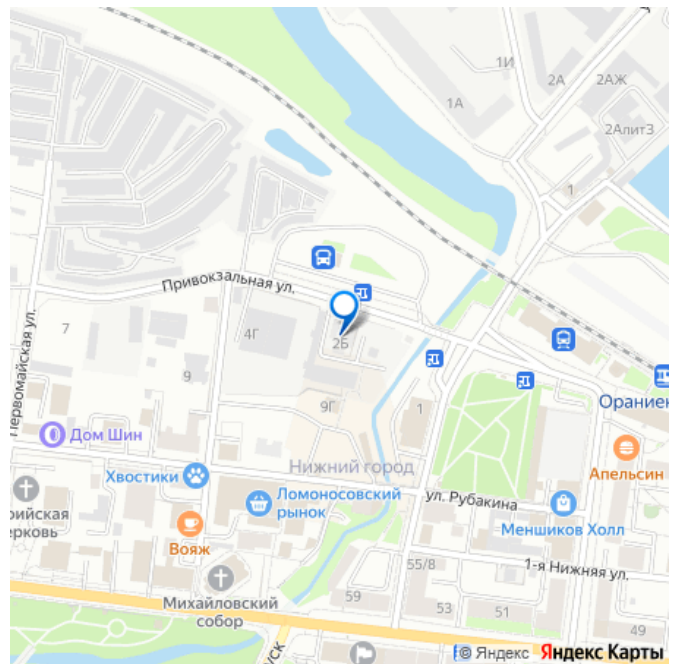 1И
2А
2АЖ
1А
2Алит3
1
Привокзальная ул.
Первомайская ул.
7
4Г
2Б
9
9Г
1
Ораниен
Дом Шин
Нижний город
Апельсин
Хвостики
Ломоносовский
рынок
ул. Рубакина
Меншиков Холл
рийская
ерковь
Вояж
55/8
1-я Нижняя ул.
Михайловский
собор
59
53
51
49
уск
© Яндекс Яндекс Карты